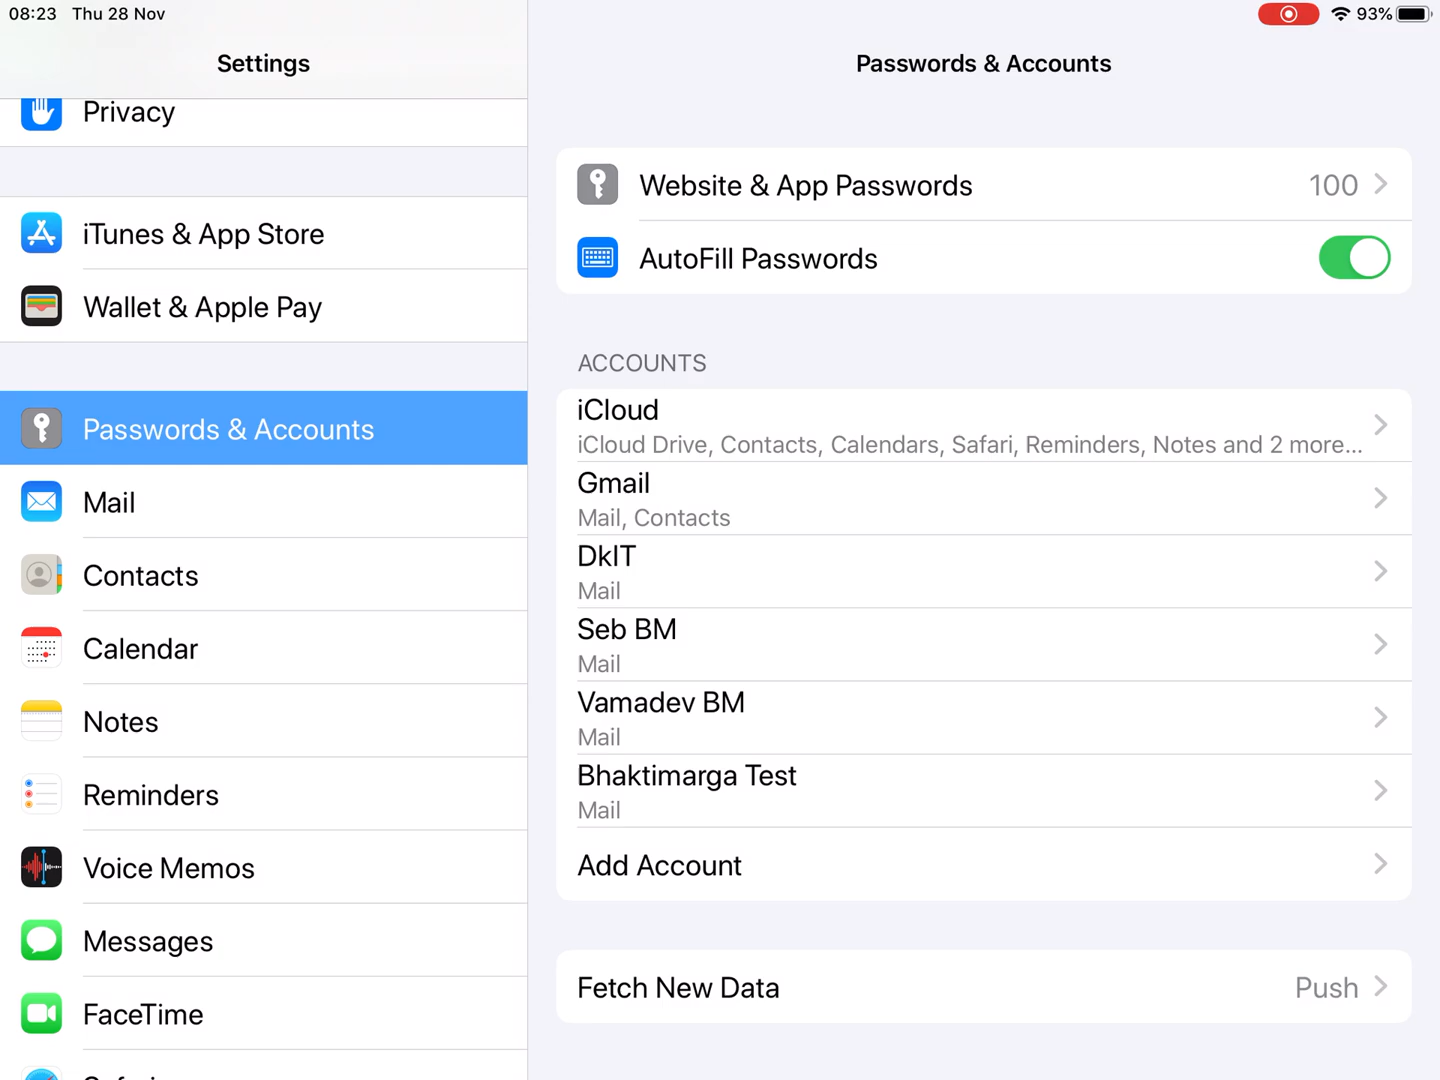 08:23 Thu 28 Nov
93%
Settings
Privacy
iTunes & App Store
Wallet & Apple Pay
Passwords & Accounts
Mail
Contacts
Calendar
Notes
Reminders
Voice Memos
Messages
FaceTime
Passwords & Accounts
Website & App Passwords 100
AutoFill Passwords
ACCOUNTS
iCloud
iCloud Drive, Contacts, Calendars, Safari, Reminders, Notes and 2 more...
Gmail
Mail, Contacts
DkIT
Mail
Seb BM
Mail
Vamadev BM
Mail
Bhaktimarga Test
Mail
Add Account
Fetch New Data Push